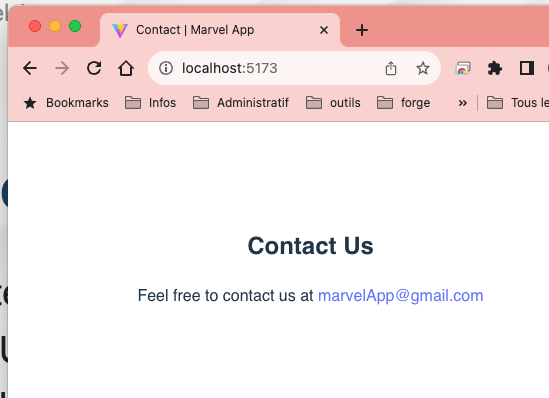 Contact | Marvel App
localhost:5173
Bookmarks Infos Administratif outils forge » Tous le
Contact Us
Feel free to contact us at marvelApp@gmail.com